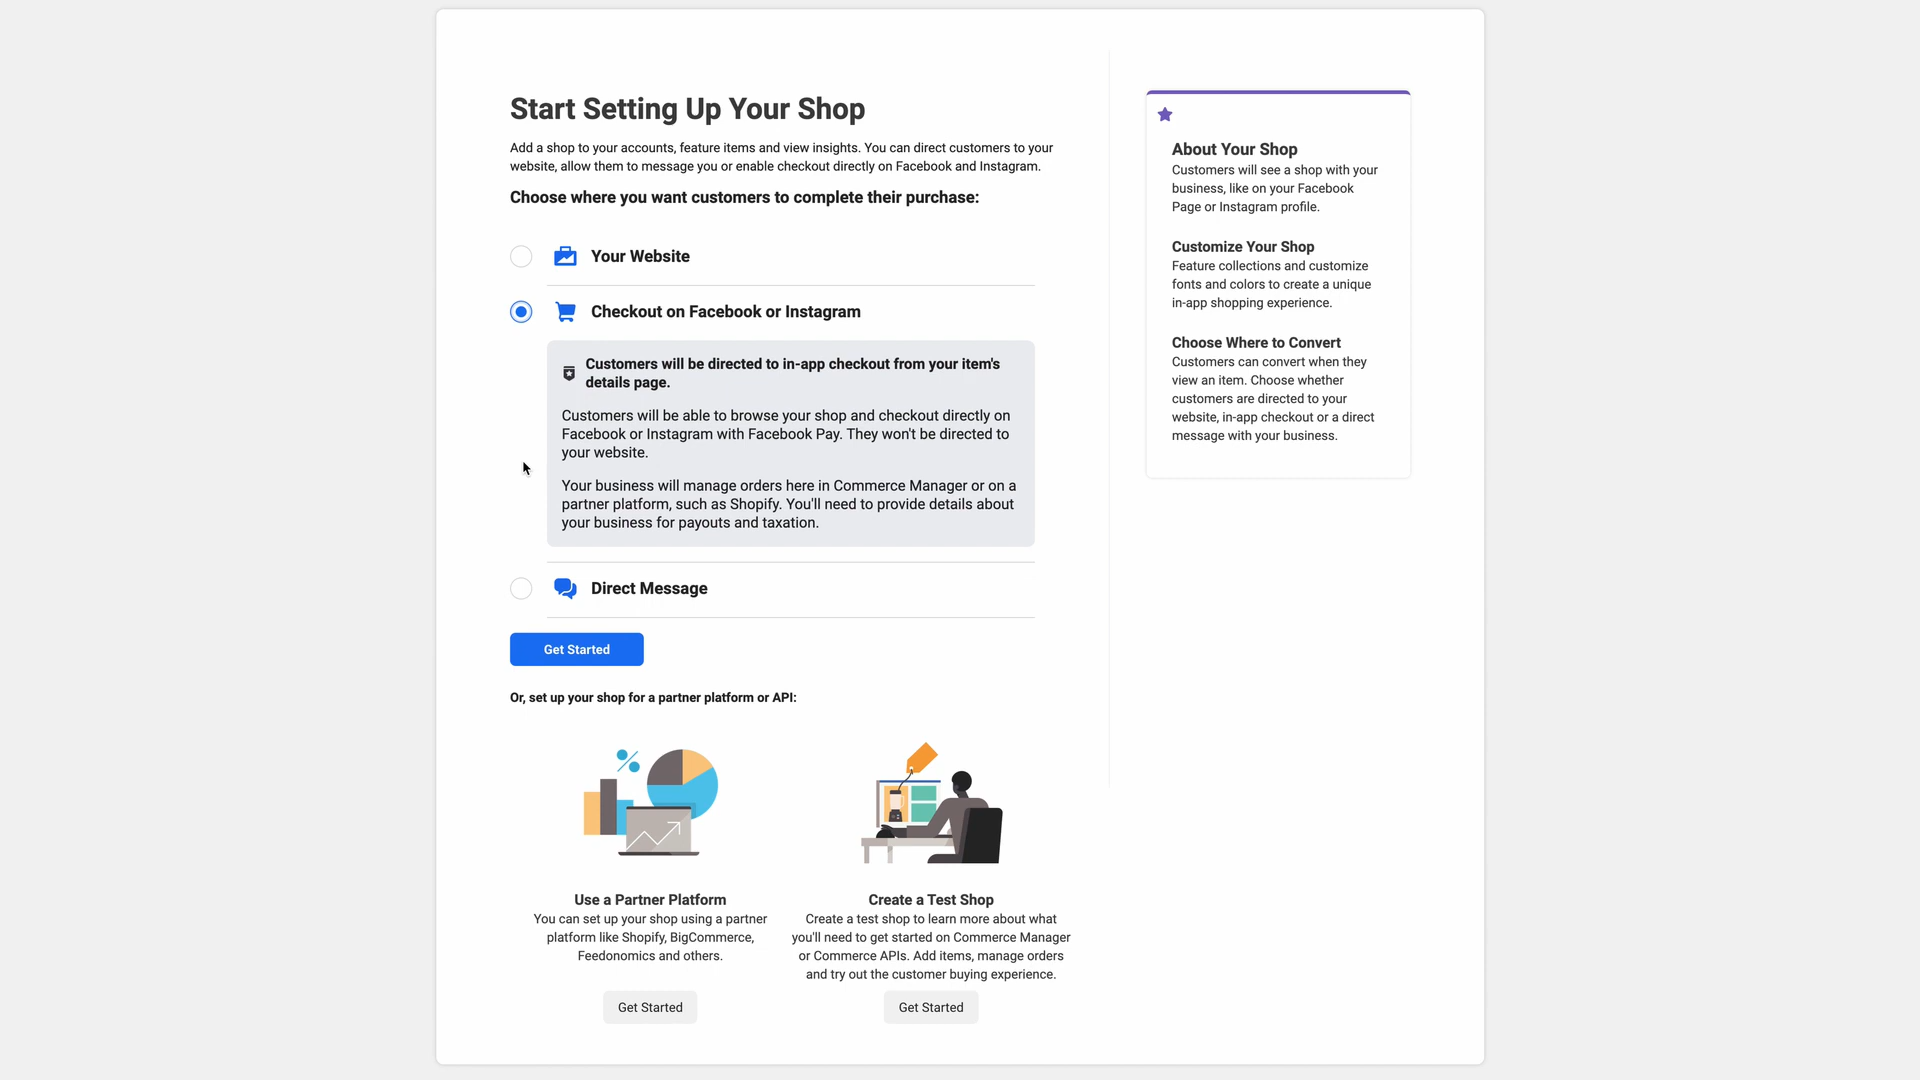 Start Setting Up Your Shop
Add a shop to your accounts, feature items and view insights. You can direct customers to your
website, allow them to message you or enable checkout directly on Facebook and Instagram.
Choose where you want customers to complete their purchase:
Your Website
Checkout on Facebook or Instagram
Customers will be directed to in-app checkout from your item's
details page.
Customers will be able to browse your shop and checkout directly on
Facebook or Instagram with Facebook Pay. They won't be directed to
your website.
Your business will manage orders here in Commerce Manager or on a
partner platform, such as Shopify. You'll need to provide details about
your business for payouts and taxation.
Direct Message
Get Started
Or, set up your shop for a partner platform or API:
Use a Partner Platform
You can set up your shop using a partner
platform like Shopify, BigCommerce,
Feedonomics and others.
Get Started
Create a Test Shop
Create a test shop to learn more about what
you'll need to get started on Commerce Manager
or Commerce APIs. Add items, manage orders
and try out the customer buying experience.
Get Started
About Your Shop
Customers will see a shop with your
business, like on your Facebook
Page or Instagram profile.
Customize Your Shop
Feature collections and customize
fonts and colors to create a unique
in-app shopping experience.
Choose Where to Convert
Customers can convert when they
view an item. Choose whether
customers are directed to your
website, in-app checkout or a direct
message with your business.